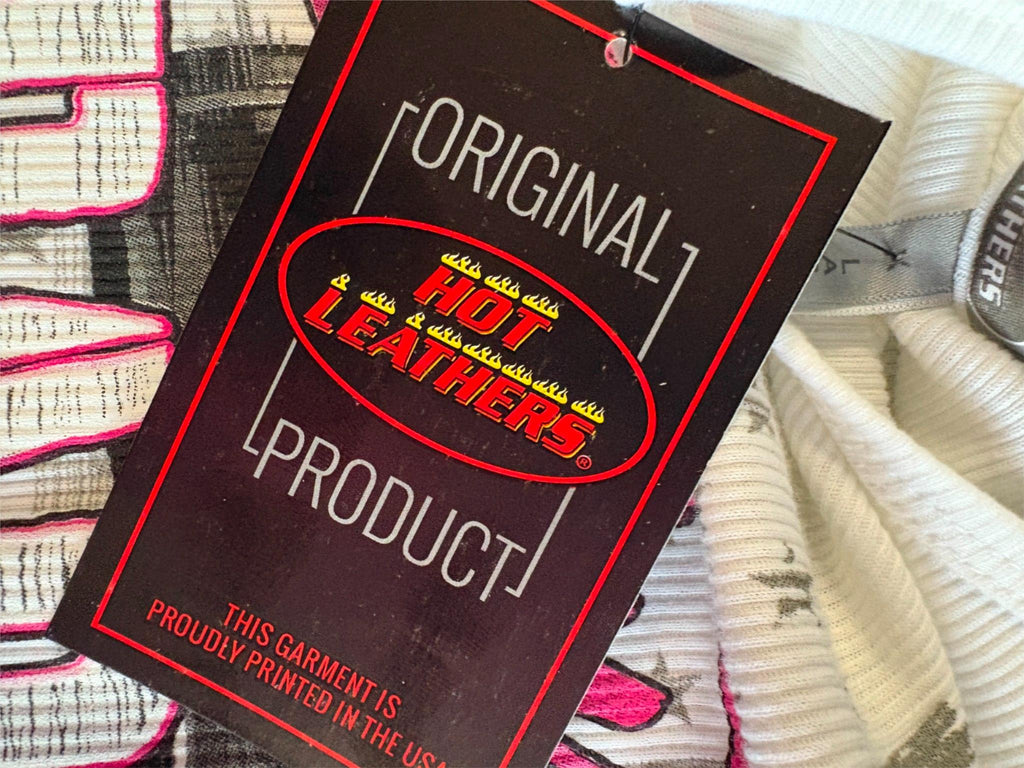 ORIGINAL
HOT
LEATHERS®
PRODUCT
THIS GARMENT IS
PROUDLY PRINTED IN THE USA